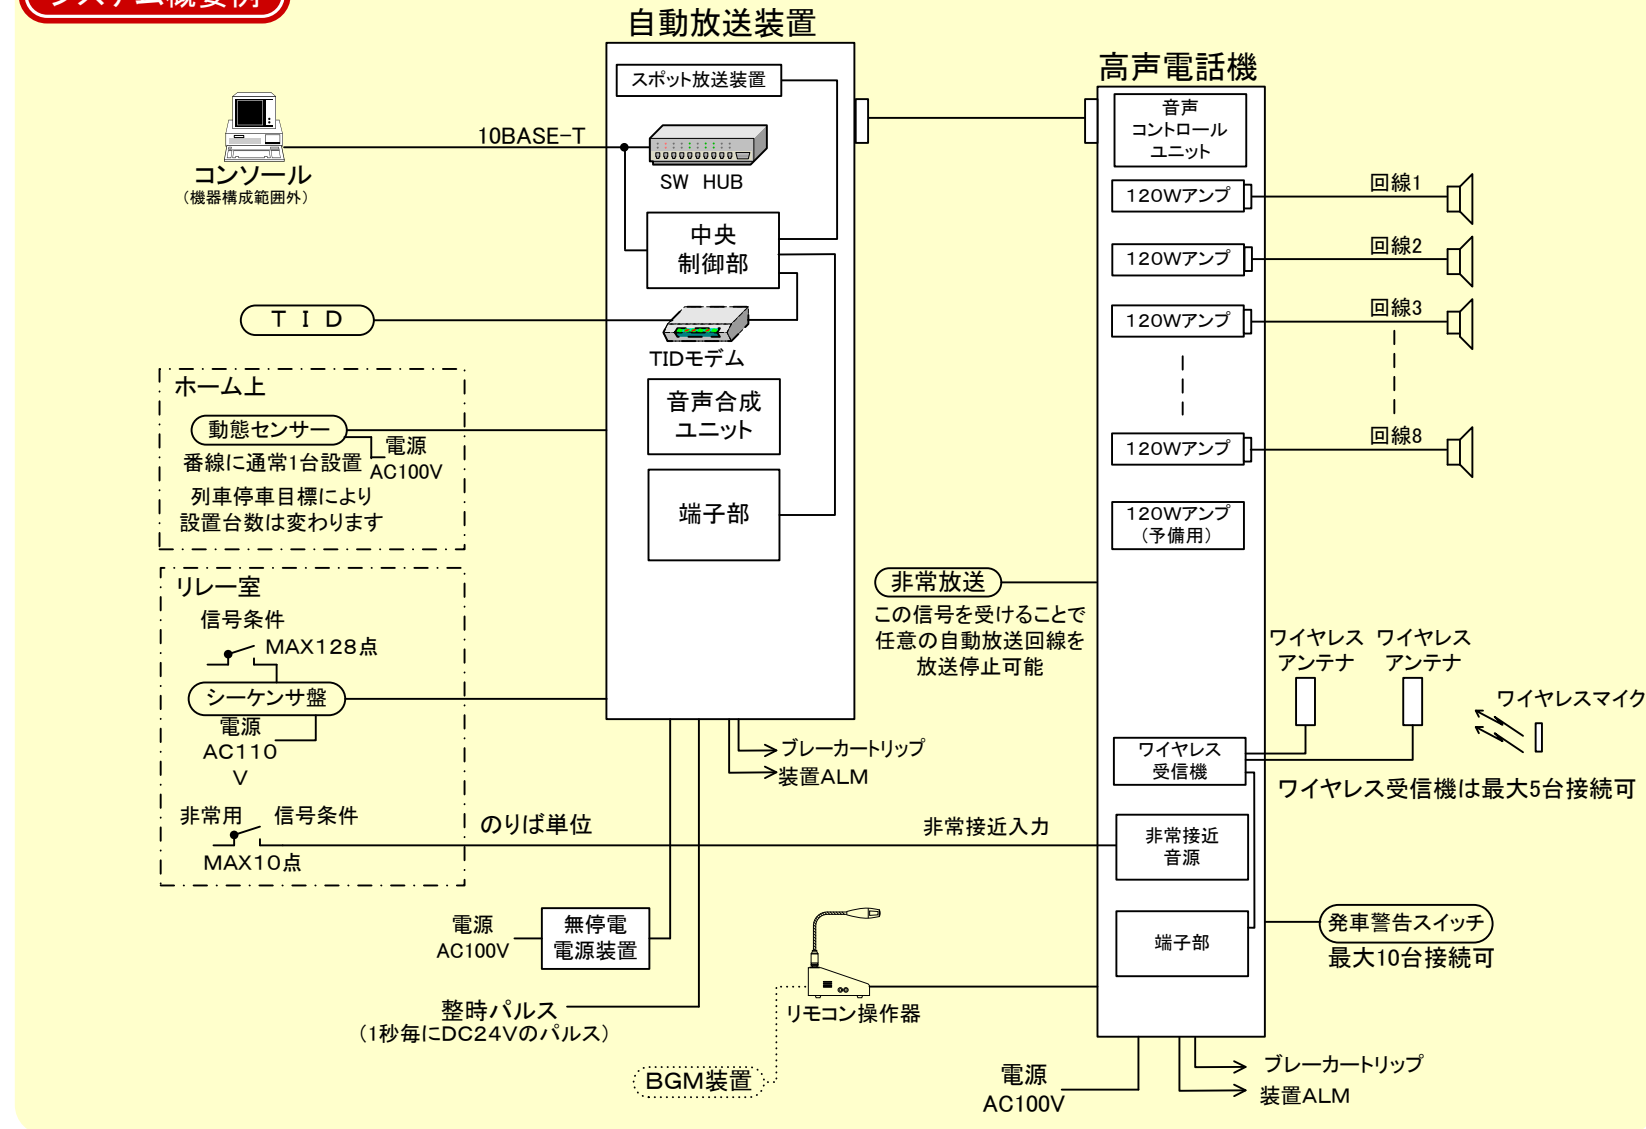 システム概要例
自動放送装置
高声電話機
スポット放送装置
音声
コントロール
ユニット
10BASE-T
SW HUB
コンソール
(機器構成範囲外)
120Wアンプ
回線1
中央
制御部
120Wアンプ
回線2
TID
120Wアンプ
回線3
TIDモデム
ホーム上
音声合成
ユニット
動態センサー
電源
AC100V
番線に通常1台設置
列車停車目標により
設置台数は変わります
120Wアンプ
回線8
端子部
120Wアンプ
(予備用)
リレー室
信号条件
MAX128点
シーケンサ盤
電源
AC110
V
非常放送
この信号を受けることで
任意の自動放送回線を
放送停止可能
ワイヤレス
アンテナ
ワイヤレス
アンテナ
ワイヤレスマイク
ブレーカートリップ
装置ALM
ワイヤレス
受信機
ワイヤレス受信機は最大5台接続可
非常用 信号条件
MAX10点
のりば単位
非常接近入力
非常接近
音源
電源
AC100V
無停電
電源装置
端子部
発車警告スイッチ
最大10台接続可
整時パルス
(1秒毎にDC24Vのパルス)
リモコン操作器
BGM装置
電源
AC100V
ブレーカートリップ
装置ALM